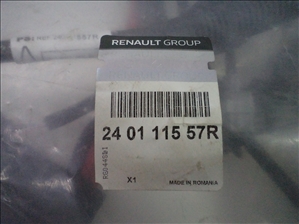 RENAULT GROUP
24 01 115 57R
X1
MADE IN ROMANIA